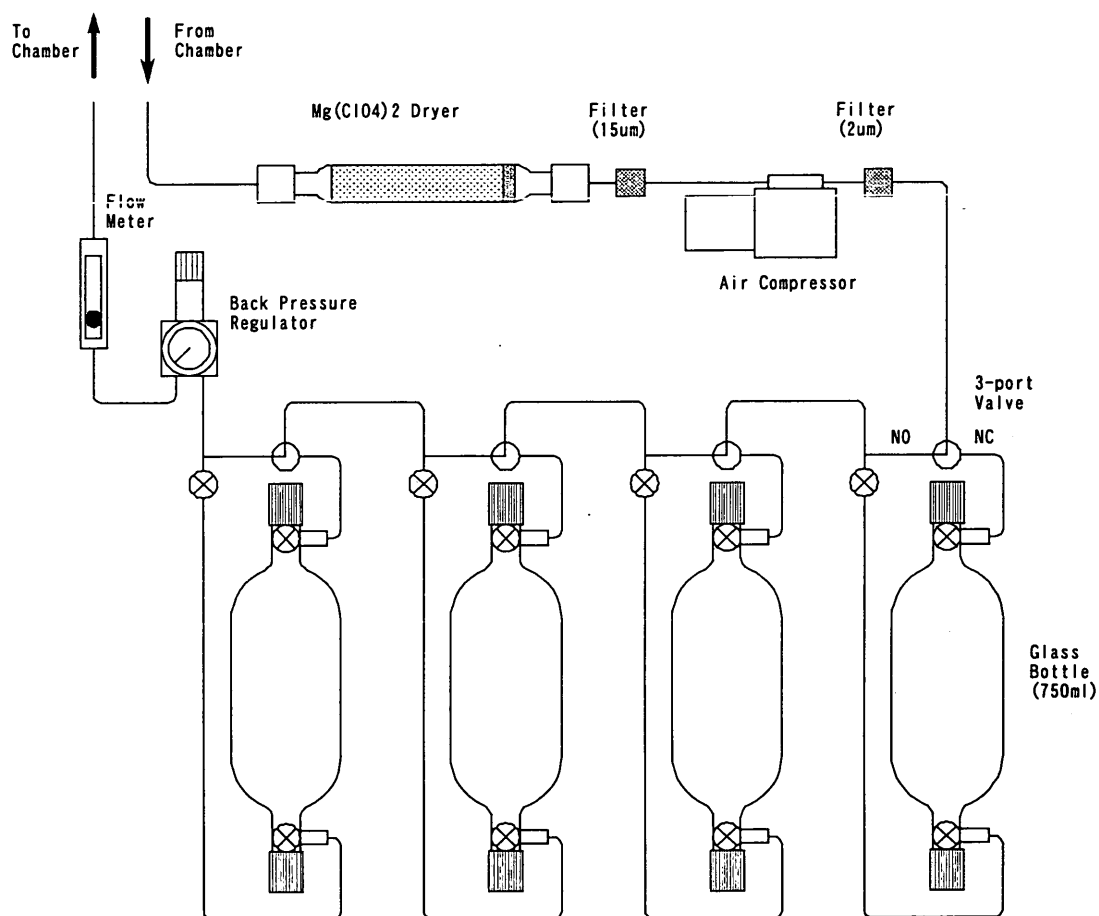 To
Chamber
From
Chamber
Mg(ClO4)2 Dryer
Filter
(15um)
Filter
(2um)
Flow
Meter
Air Compressor
Back Pressure
Regulator
3-port
Valve
NO
NC
Glass
Bottle
(750ml)